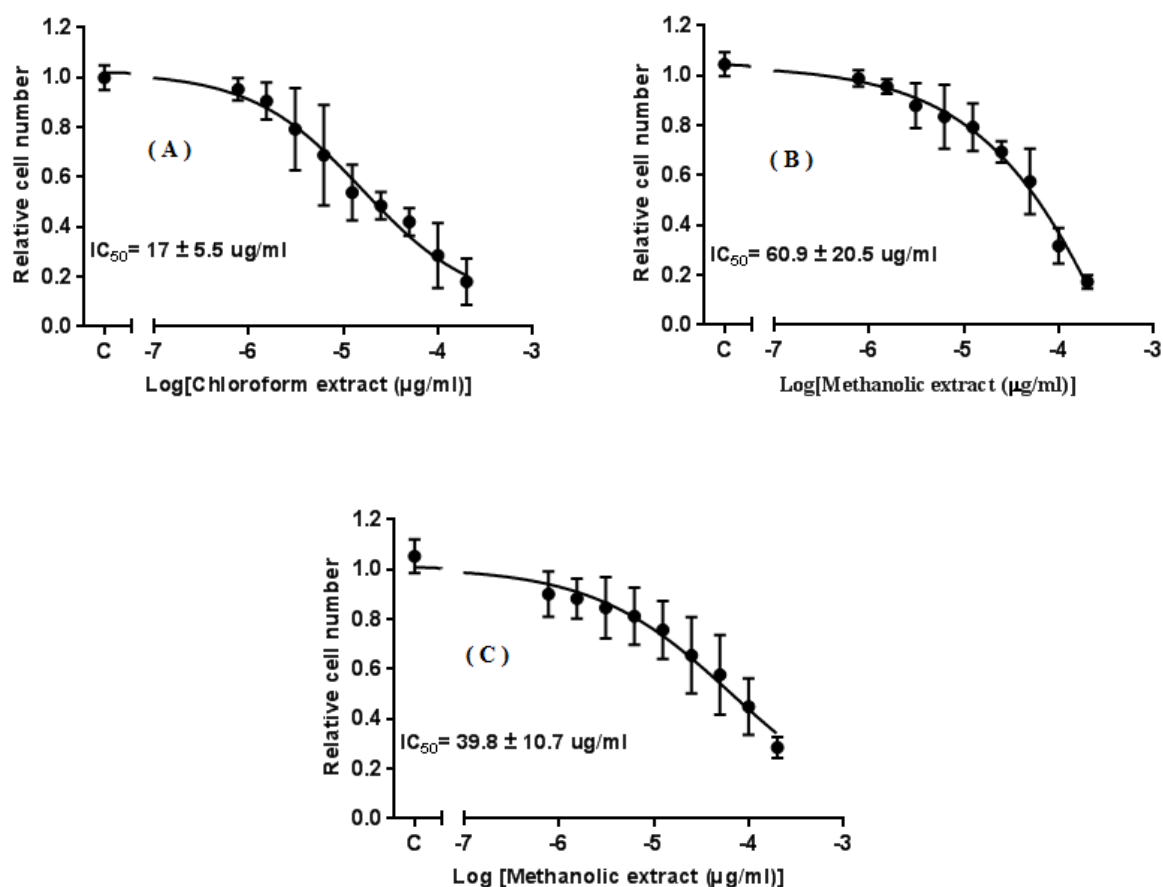 1.2
1.0
0.8
0.6
0.4
0.2
0.0
Relative cell number
( A )
IC50= 17 ± 5.5 ug/ml
C -7 -6 -5 -4 -3
Log[Chloroform extract (µg/ml)]
1.2
1.0
0.8
0.6
0.4
0.2
0.0
Relative cell number
( B )
IC50= 60.9 ± 20.5 ug/ml
C -7 -6 -5 -4 -3
Log[Methanolic extract (µg/ml)]
1.2
1.0
0.8
0.6
0.4
0.2
0.0
Relative cell number
( C )
IC50= 39.8 ± 10.7 ug/ml
C -7 -6 -5 -4 -3
Log [Methanolic extract (µg/ml)]